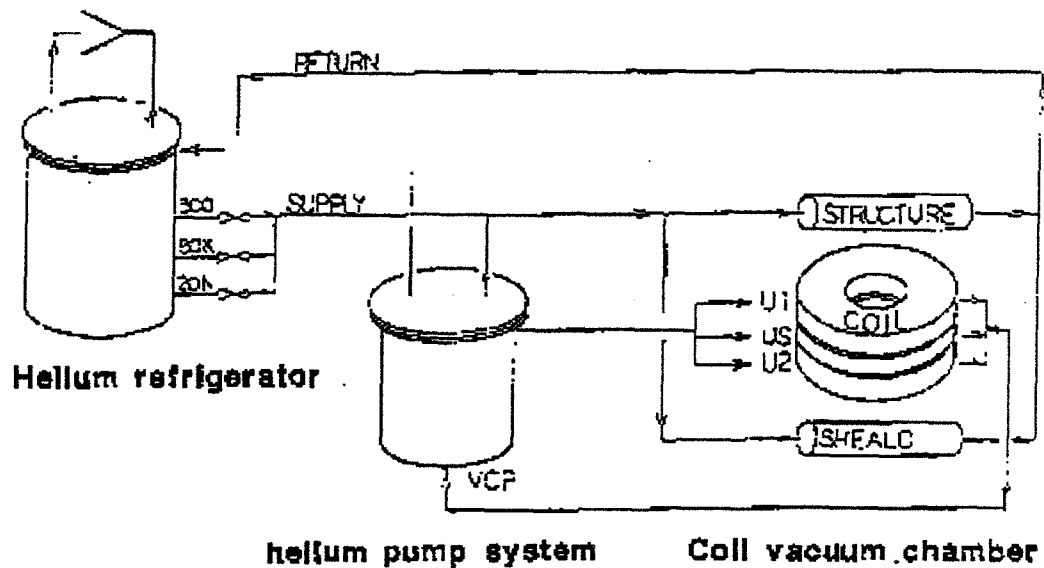 RETURN
300
SUPPLY
80K
20K
STRUCTURE
U1
COIL
US
U2
Helium refrigerator
SHEALD
VCP
helium pump system
Coil vacuum chamber